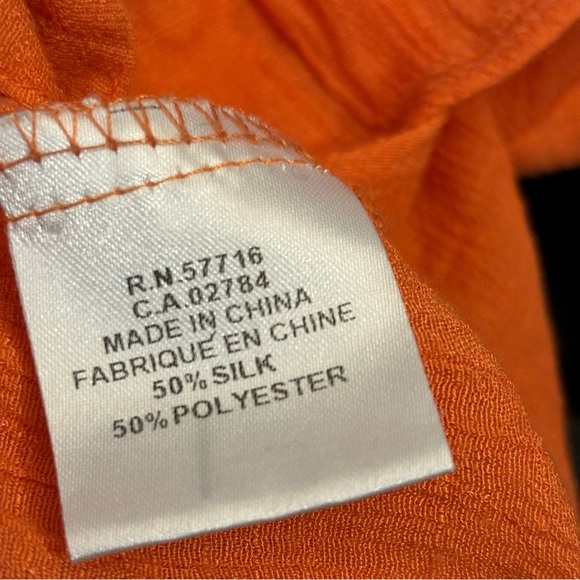 R.N.57716
C.A.02784
MADE IN CHINA
FABRIQUE EN CHINE
50% SILK
50% POLYESTER